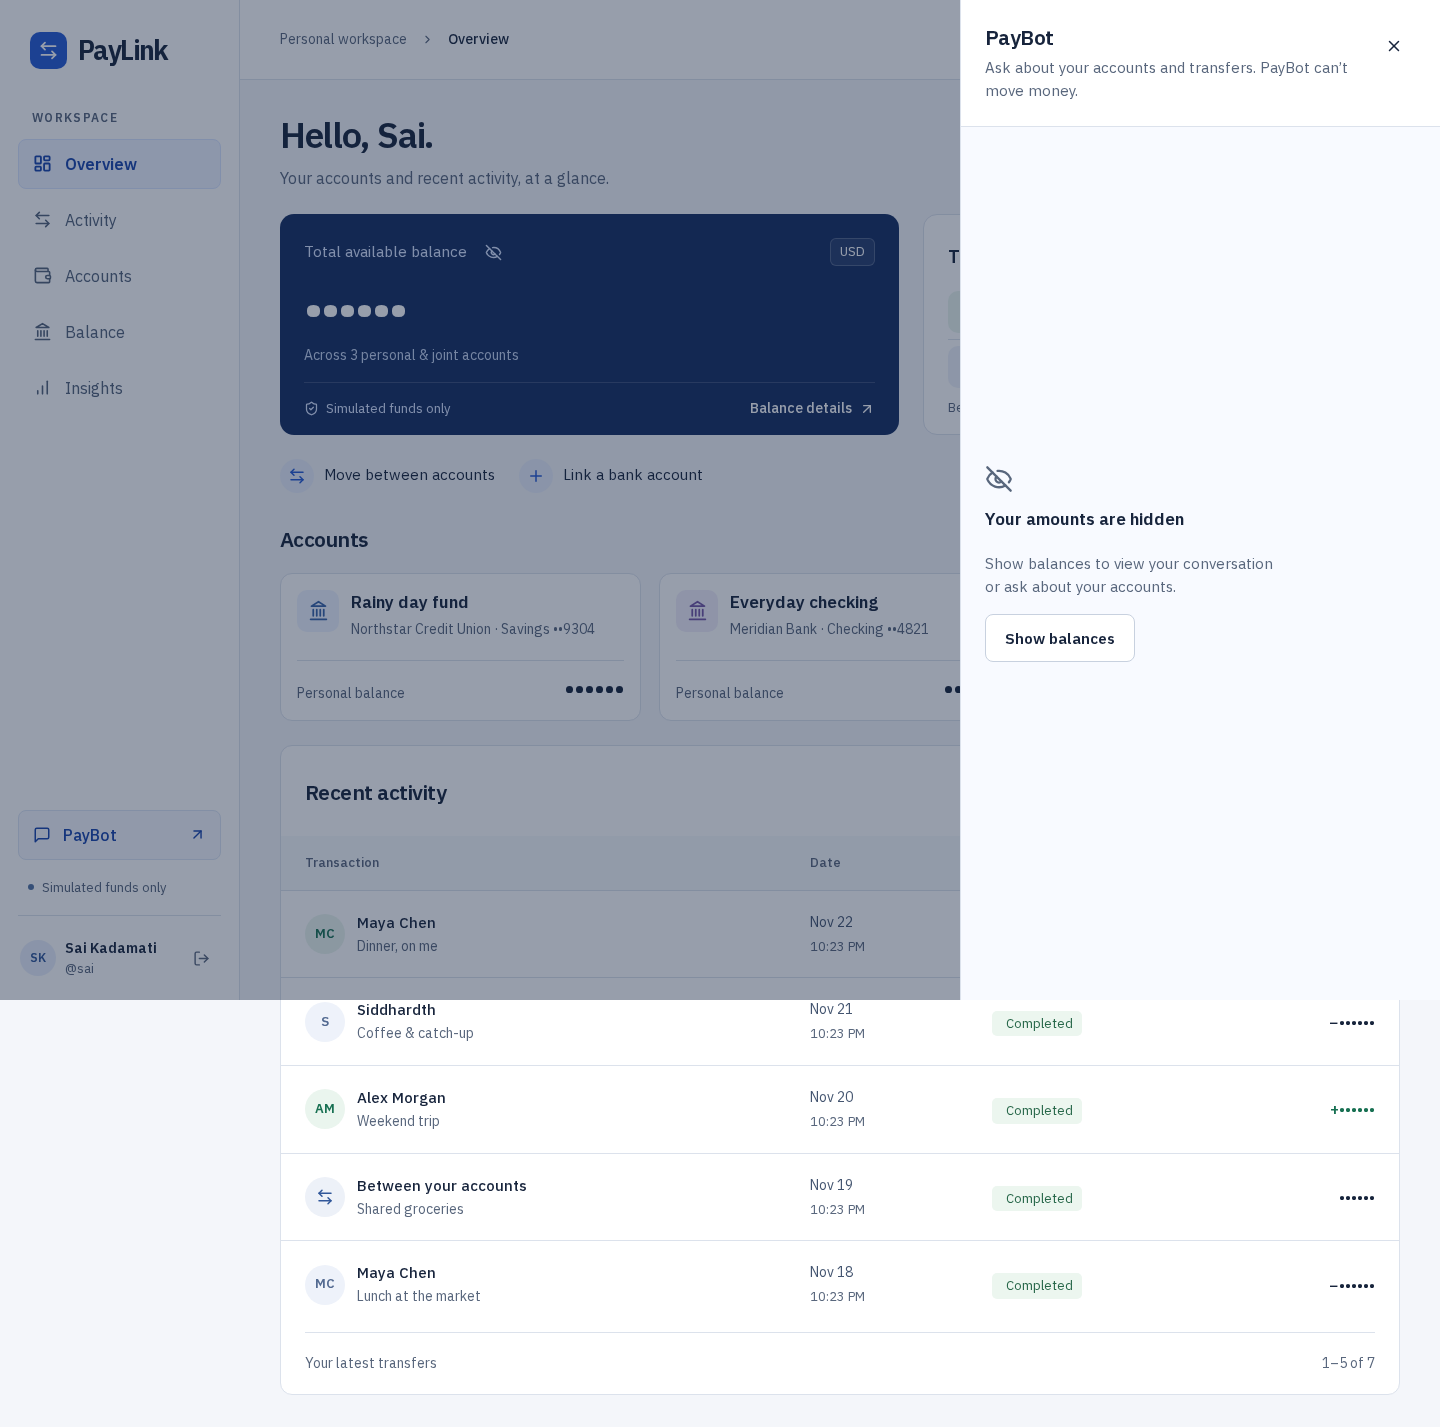 PayLink
WORKSPACE
Overview
Activity
Accounts
Balance
Insights
PayBot
Simulated funds only
SK
Sai Kadamati
@sai
Personal workspace
Overview
Hello, Sai.
Your accounts and recent activity, at a glance.
Total available balance
USD
••••••
Across 3 personal & joint accounts
Simulated funds only
Balance details
Move between accounts
Link a bank account
Accounts
Rainy day fund
Northstar Credit Union · Savings ••9304
Personal balance
••••••
Everyday checking
Meridian Bank · Checking ••4821
Personal balance
Recent activity
Transaction
Date
MC
Maya Chen
Dinner, on me
Nov 22
10:23 PM
S
Siddhardth
Coffee & catch-up
Nov 21
10:23 PM
Completed
–••••••
AM
Alex Morgan
Weekend trip
Nov 20
10:23 PM
Completed
+••••••
Between your accounts
Shared groceries
Nov 19
10:23 PM
Completed
••••••
MC
Maya Chen
Lunch at the market
Nov 18
10:23 PM
Completed
–••••••
Your latest transfers
1–5 of 7
PayBot
Ask about your accounts and transfers. PayBot can't
move money.
Your amounts are hidden
Show balances to view your conversation
or ask about your accounts.
Show balances